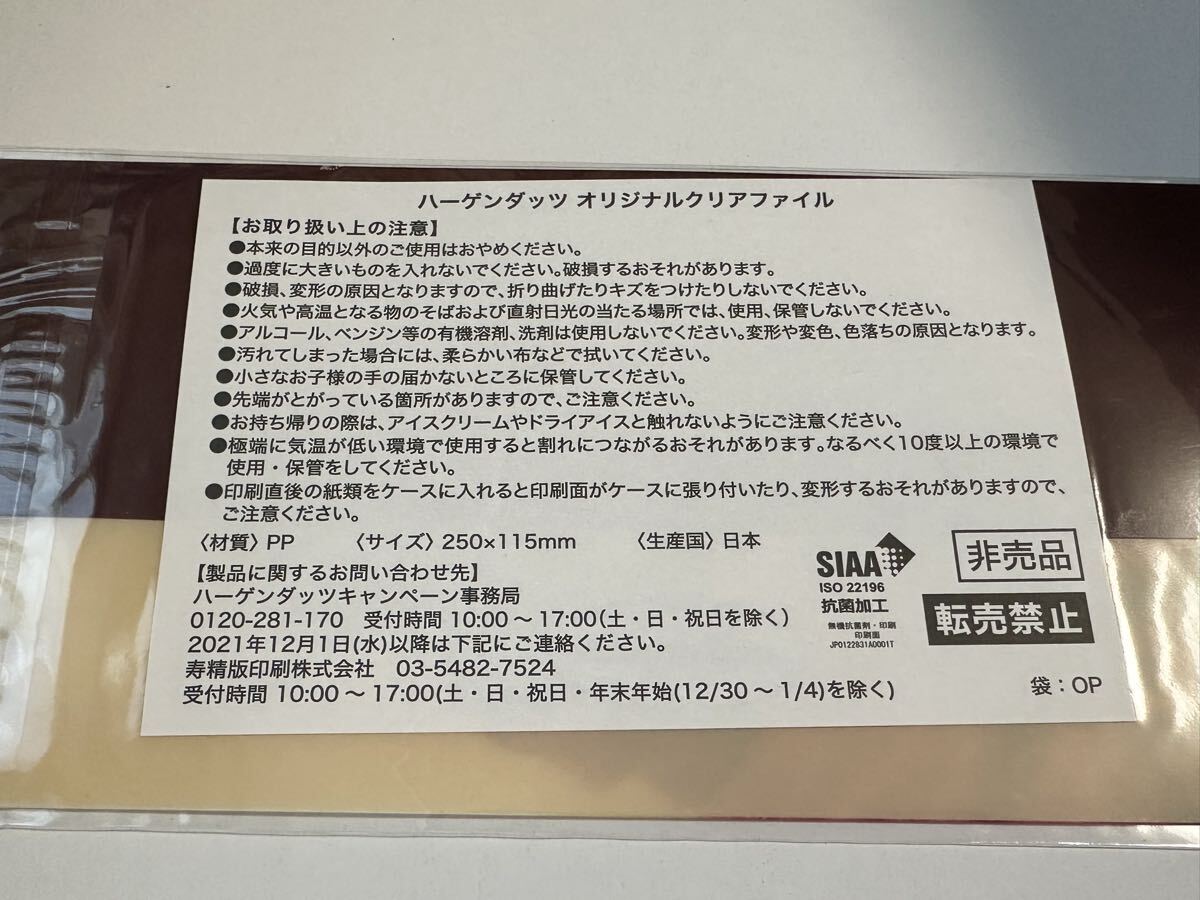 ハーゲンダッツ オリジナルクリアファイル
【お取り扱い上の注意】
●本来の目的以外のご使用はおやめください。
●過度に大きいものを入れないでください。破損するおそれがあります。
●破損、変形の原因となりますので、折り曲げたりキズをつけたりしないでください。
●火気や高温となる物のそばおよび直射日光の当たる場所では、使用、保管しないでください。
●アルコール、ベンジン等の有機溶剤、洗剤は使用しないでください。変形や変色、色落ちの原因となります。
●汚れてしまった場合には、柔らかい布などで拭いてください。
●小さなお子様の手の届かないところに保管してください。
●先端がとがっている箇所がありますので、ご注意ください。
●お持ち帰りの際は、アイスクリームやドライアイスと触れないようにご注意ください。
●極端に気温が低い環境で使用すると割れにつながるおそれがあります。なるべく10度以上の環境で
使用・保管をしてください。
●印刷直後の紙類をケースに入れると印刷面がケースに張り付いたり、変形するおそれがありますので、
ご注意ください。
〈材質〉PP 〈サイズ〉250×115mm 〈生産国〉日本
【製品に関するお問い合わせ先】
ハーゲンダッツキャンペーン事務局
0120-281-170 受付時間 10:00～17:00(土・日・祝日を除く)
2021年12月1日(水)以降は下記にご連絡ください。
寿精版印刷株式会社 03-5482-7524
受付時間 10:00～17:00(土・日・祝日・年末年始(12/30～1/4)を除く)
SIAA
ISO 22196
抗菌加工
無機抗菌剤・印刷
印刷面
JP0122831A0001T
非売品
転売禁止
袋：OP